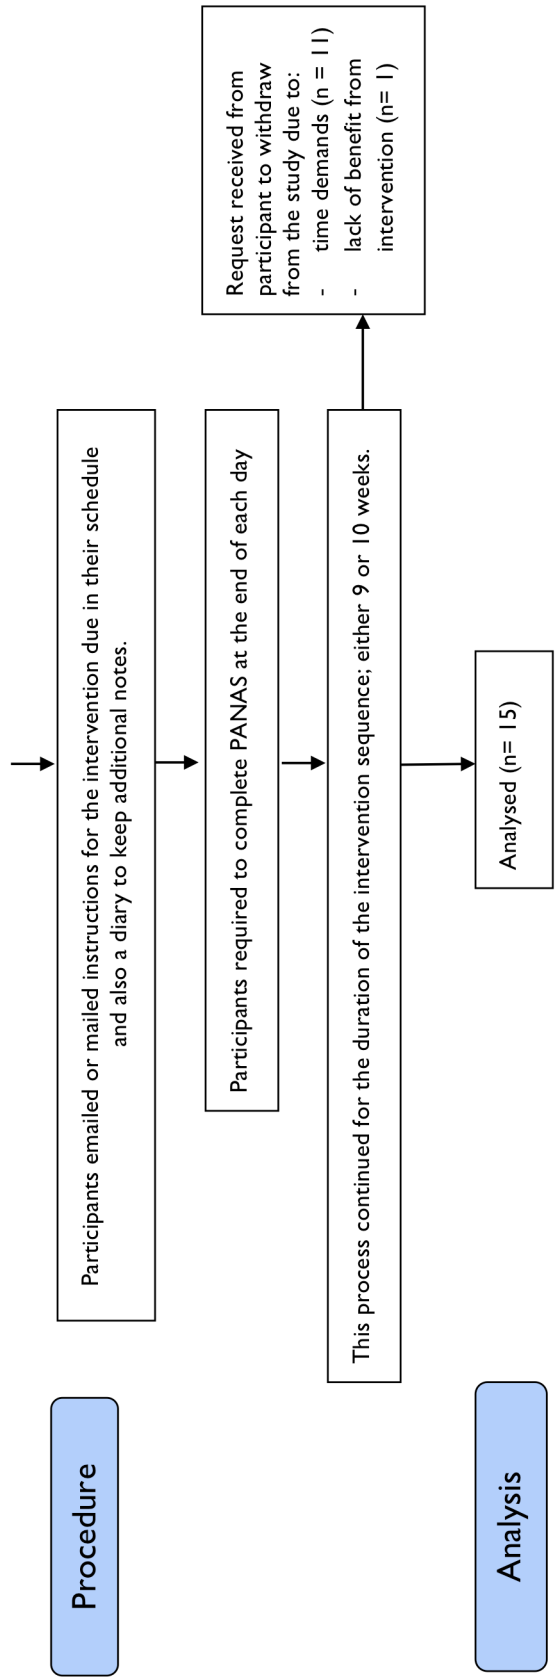 Procedure
Participants emailed or mailed instructions for the intervention due in their schedule
and also a diary to keep additional notes.
Participants required to complete PANAS at the end of each day
This process continued for the duration of the intervention sequence; either 9 or 10 weeks.
Request received from
participant to withdraw
from the study due to:
- time demands (n = 11)
- lack of benefit from
intervention (n= 1)
Analysis
Analysed (n= 15)